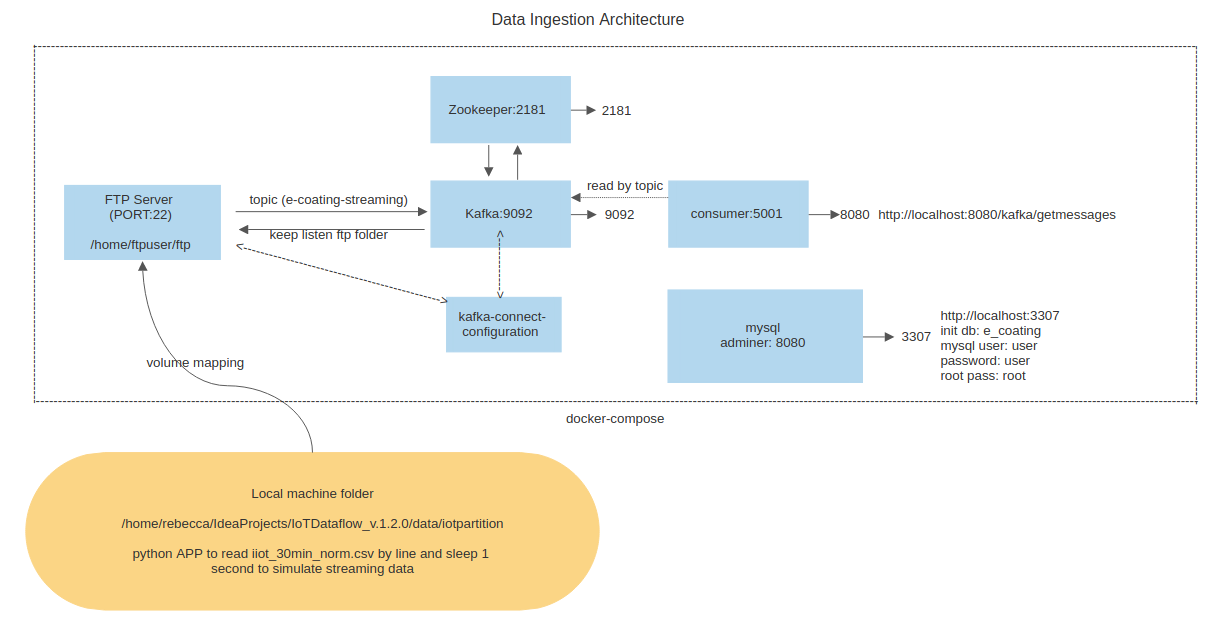 Data Ingestion Architecture
Zookeeper:2181
2181
FTP Server
(PORT:22)
/home/ftpuser/ftp
topic (e-coating-streaming)
keep listen ftp folder
Kafka:9092
9092
read by topic
consumer:5001
8080 http://localhost:8080/kafka/getmessages
kafka-connect-
configuration
mysql
adminer: 8080
3307
http://localhost:3307
init db: e_coating
mysql user: user
password: user
root pass: root
volume mapping
docker-compose
Local machine folder
/home/rebecca/IdeaProjects/IoTDataflow_v.1.2.0/data/iotpartition
python APP to read iiot_30min_norm.csv by line and sleep 1
second to simulate streaming data